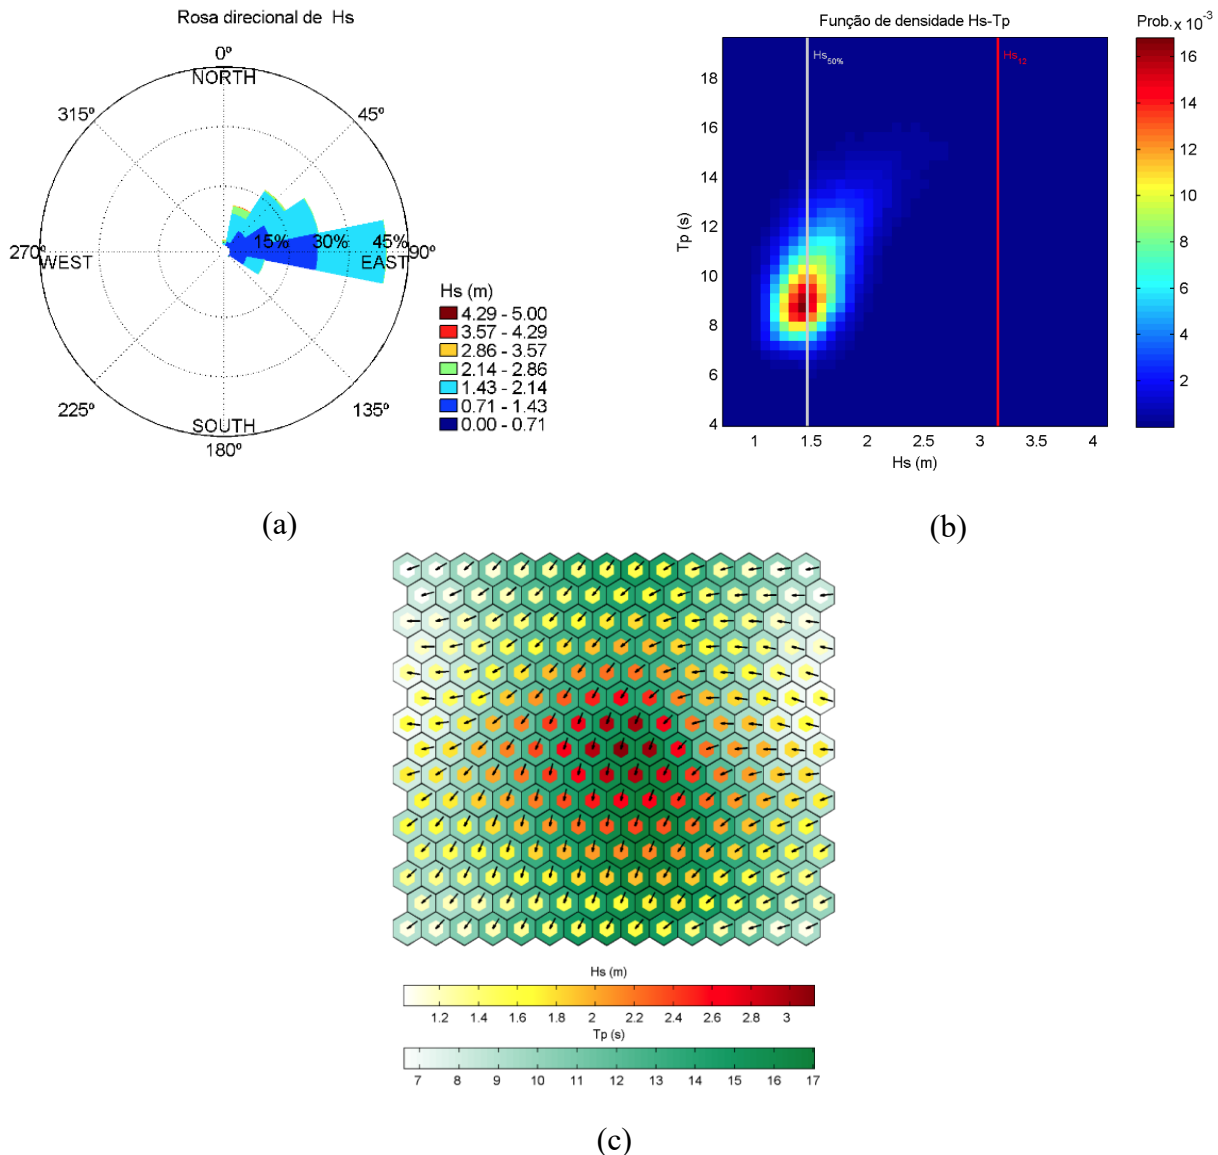 Rosa direcional de Hs
0º
NORTH
315º
45º
270º
WEST
15%
30%
45%
EAST
90º
225º
135º
SOUTH
180º
Hs (m)
4.29 - 5.00
3.57 - 4.29
2.86 - 3.57
2.14 - 2.86
1.43 - 2.14
0.71 - 1.43
0.00 - 0.71
(a)
Função de densidade Hs-Tp
Prob. x 10⁻³
Hs50%
Hs12
18
16
14
12
10
8
6
4
Tp (s)
1 1.5 2 2.5 3 3.5 4
Hs (m)
16
14
12
10
8
6
4
2
(b)
Hs (m)
1.2 1.4 1.6 1.8 2 2.2 2.4 2.6 2.8 3
Tp (s)
7 8 9 10 11 12 13 14 15 16 17
(c)